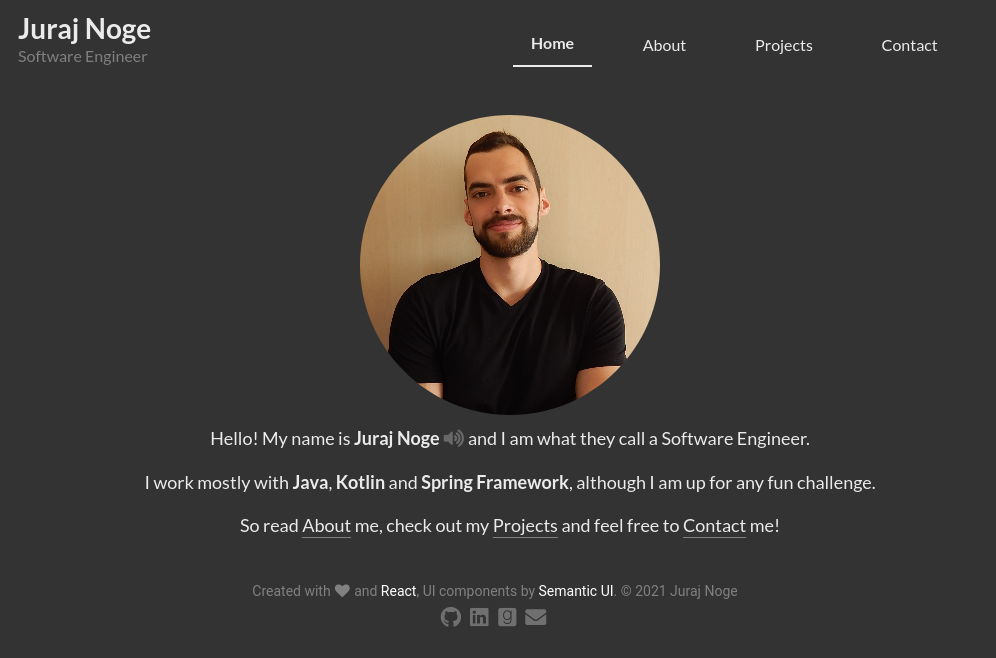 Juraj Noge
Software Engineer
Home About Projects Contact
Hello! My name is Juraj Noge and I am what they call a Software Engineer.
I work mostly with Java, Kotlin and Spring Framework, although I am up for any fun challenge.
So read About me, check out my Projects and feel free to Contact me!
Created with and React, UI components by Semantic UI. © 2021 Juraj Noge